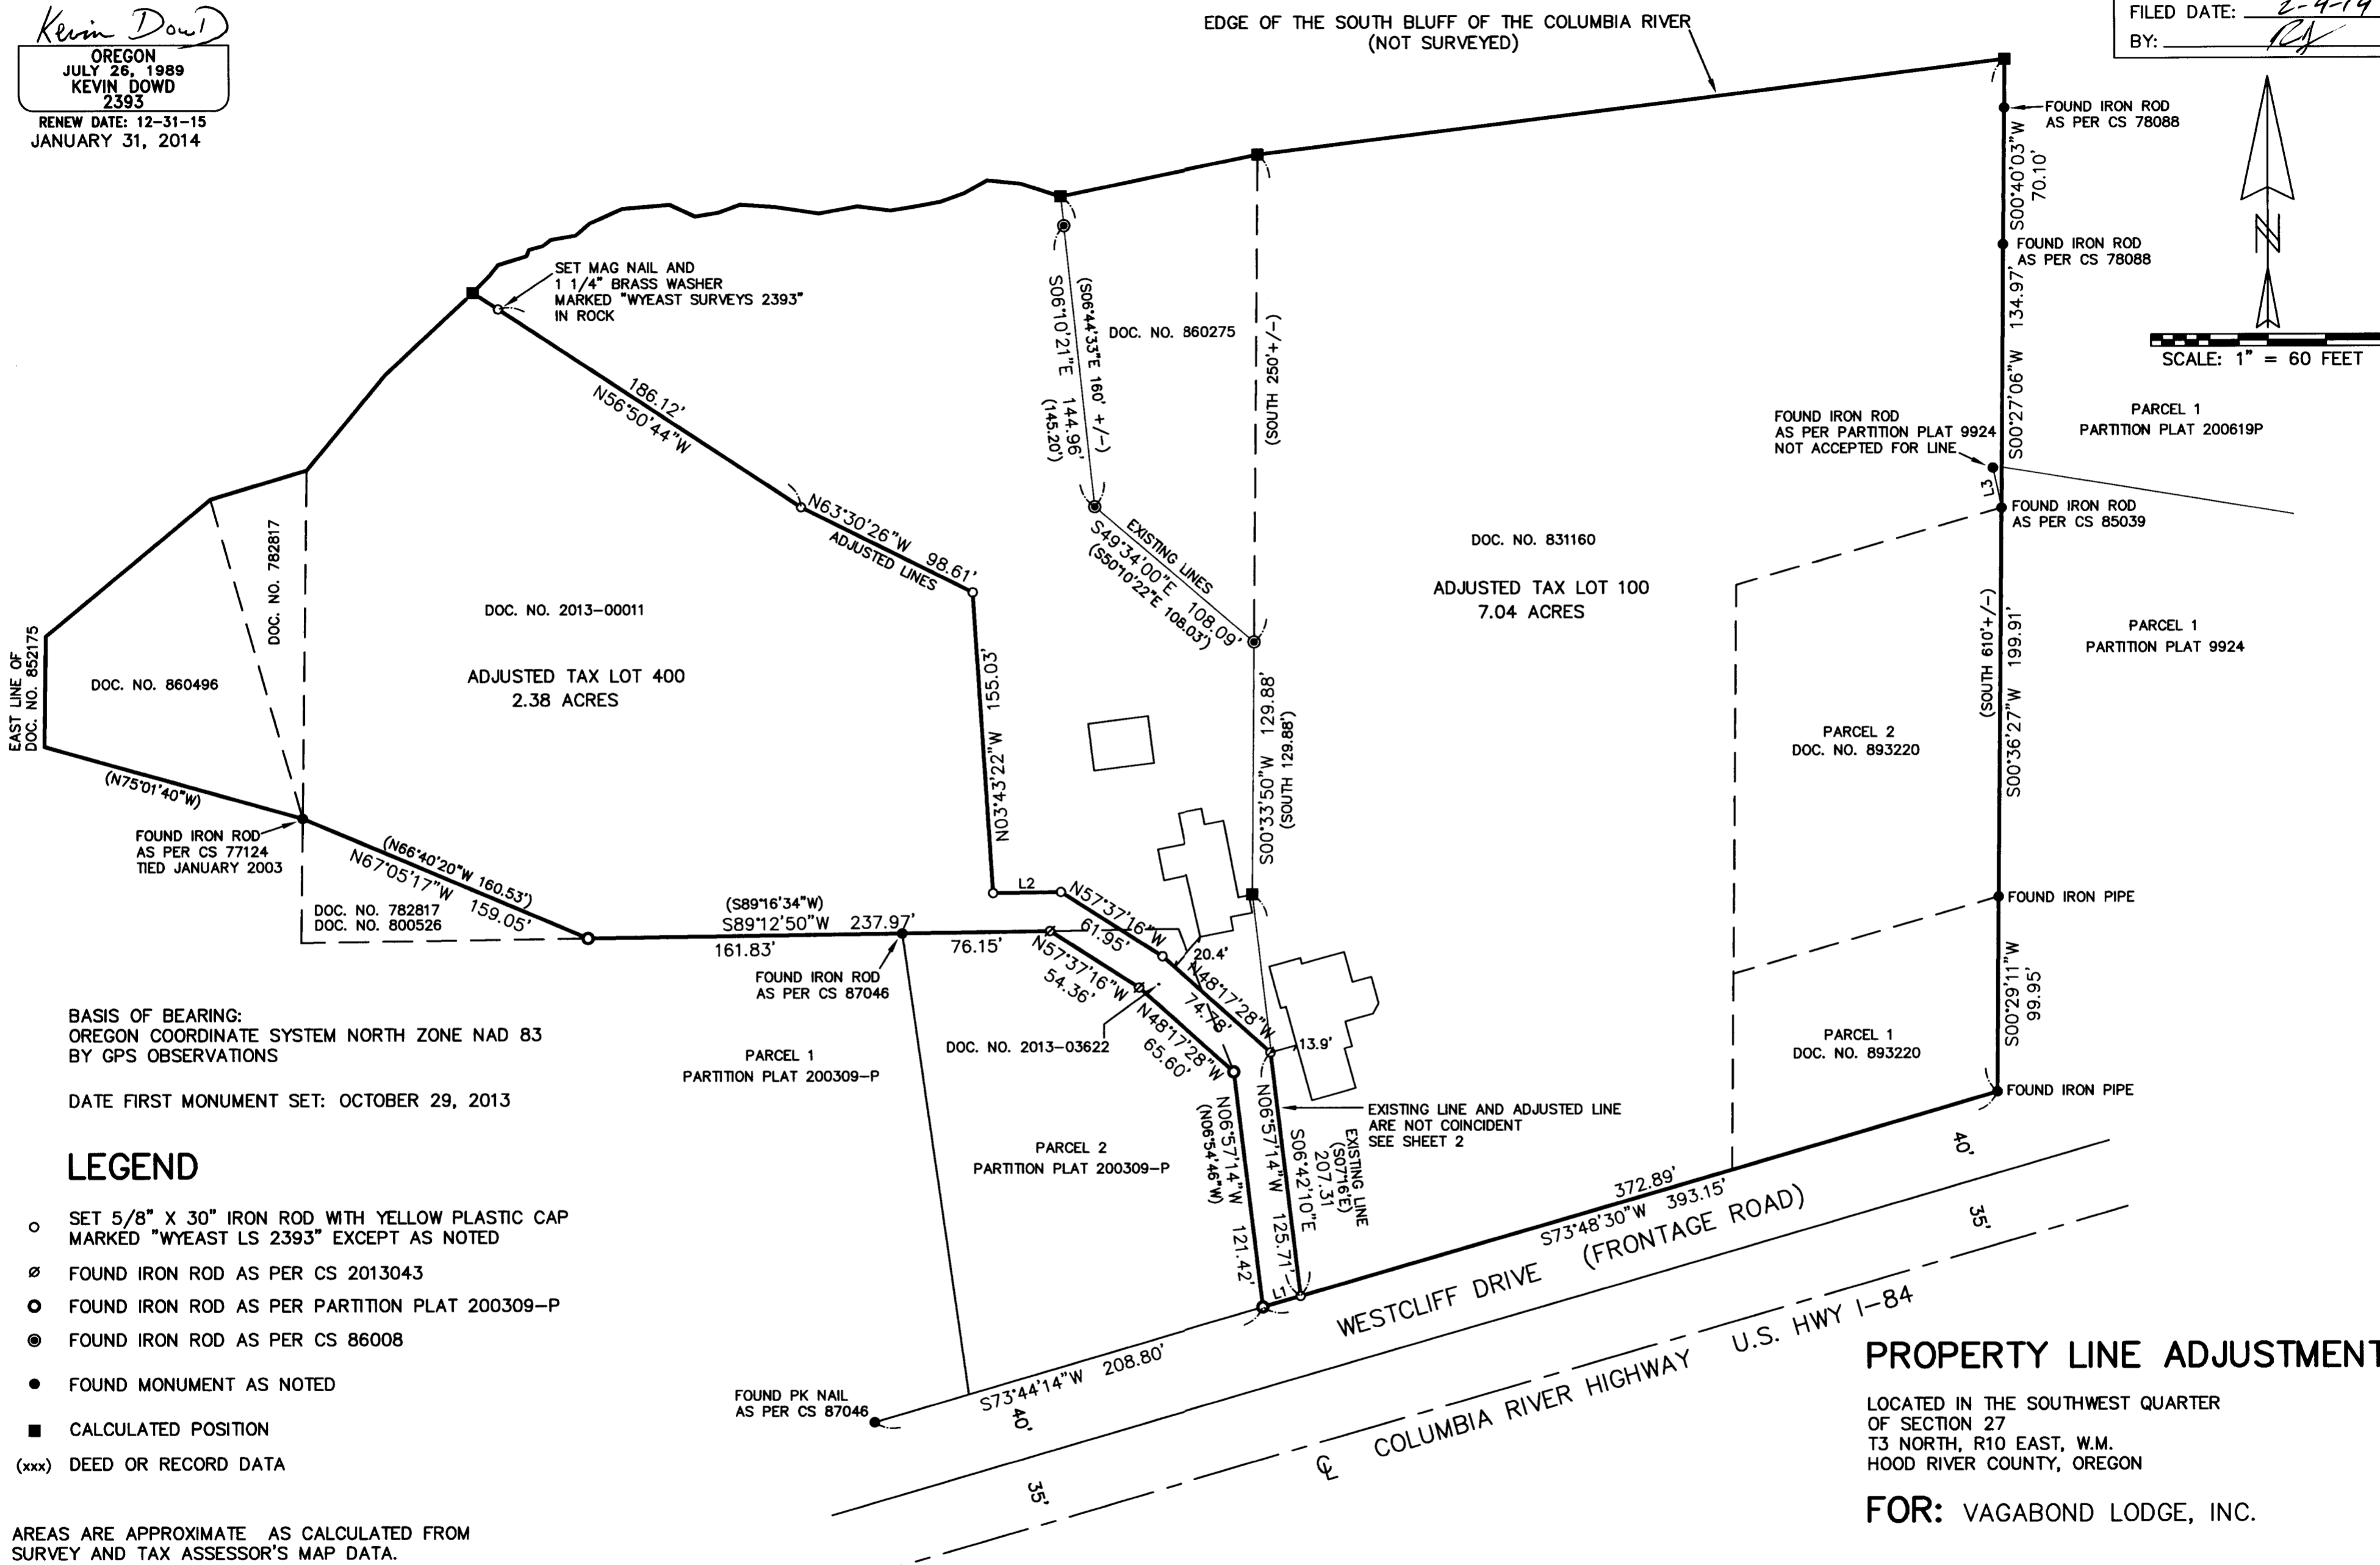 Kevin Dowd
OREGON
JULY 26, 1989
KEVIN DOWD
2393
RENEW DATE: 12-31-15
JANUARY 31, 2014
EDGE OF THE SOUTH BLUFF OF THE COLUMBIA RIVER
(NOT SURVEYED)
FILED DATE: 2-4-14
BY:
FOUND IRON ROD
AS PER CS 78088
S00°40'03"W
70.10'
N
FOUND IRON ROD
AS PER CS 78088
SCALE: 1" = 60 FEET
SET MAG NAIL AND
1 1/4" BRASS WASHER
MARKED "WYEAST SURVEYS 2393"
IN ROCK
186.12'
N56°50'44"W
(S06°44'33"E 160' +/-)
S06°10'21"E 144.96'
(145.20')
DOC. NO. 860275
(SOUTH 250'+/-)
S00°27'06"W 134.97'
PARCEL 1
PARTITION PLAT 200619P
FOUND IRON ROD
AS PER PARTITION PLAT 9924
NOT ACCEPTED FOR LINE
L3
FOUND IRON ROD
AS PER CS 85039
N63°30'26"W 98.61'
ADJUSTED LINES
EXISTING LINES
S49°34'00"E 108.09'
(S50°10'22"E 108.03')
DOC. NO. 831160
ADJUSTED TAX LOT 100
7.04 ACRES
DOC. NO. 782817
DOC. NO. 2013-00011
ADJUSTED TAX LOT 400
2.38 ACRES
EAST LINE OF
DOC. NO. 852175
DOC. NO. 860496
(N75°01'40"W)
N03°43'22"W 155.03'
S00°33'50"W 129.88'
(SOUTH 129.88')
(SOUTH 610'+/-)
S00°36'27"W 199.91'
PARCEL 1
PARTITION PLAT 9924
PARCEL 2
DOC. NO. 893220
FOUND IRON ROD
AS PER CS 77124
TIED JANUARY 2003
(N66°40'20"W 160.53')
N67°05'17"W 159.05'
DOC. NO. 782817
DOC. NO. 800526
(S89°16'34"W)
S89°12'50"W 237.97'
161.83'
76.15'
L2
N57°37'16"W
61.95'
20.4'
N57°37'16"W
54.36'
N48°17'28"W
74.78'
N48°17'28"W
65.60'
13.9'
FOUND IRON ROD
AS PER CS 87046
FOUND IRON PIPE
S00°29'11"W
99.95'
PARCEL 1
DOC. NO. 893220
FOUND IRON PIPE
BASIS OF BEARING:
OREGON COORDINATE SYSTEM NORTH ZONE NAD 83
BY GPS OBSERVATIONS
DATE FIRST MONUMENT SET: OCTOBER 29, 2013
PARCEL 1
PARTITION PLAT 200309-P
DOC. NO. 2013-03622
PARCEL 2
PARTITION PLAT 200309-P
N06°57'14"W 121.42'
(N06°54'46"W)
N06°57'14"W 125.71'
S06°42'10"E
207.31
(S07°16'E)
EXISTING LINE
EXISTING LINE AND ADJUSTED LINE
ARE NOT COINCIDENT
SEE SHEET 2
L1
372.89'
S73°48'30"W 393.15'
WESTCLIFF DRIVE (FRONTAGE ROAD)
40'
35'
LEGEND
SET 5/8" X 30" IRON ROD WITH YELLOW PLASTIC CAP
MARKED "WYEAST LS 2393" EXCEPT AS NOTED
FOUND IRON ROD AS PER CS 2013043
FOUND IRON ROD AS PER PARTITION PLAT 200309-P
FOUND IRON ROD AS PER CS 86008
FOUND MONUMENT AS NOTED
CALCULATED POSITION
(xxx) DEED OR RECORD DATA
FOUND PK NAIL
AS PER CS 87046
S73°44'14"W 208.80'
40'
35'
COLUMBIA RIVER HIGHWAY U.S. HWY I-84
AREAS ARE APPROXIMATE AS CALCULATED FROM
SURVEY AND TAX ASSESSOR'S MAP DATA.
PROPERTY LINE ADJUSTMENT
LOCATED IN THE SOUTHWEST QUARTER
OF SECTION 27
T3 NORTH, R10 EAST, W.M.
HOOD RIVER COUNTY, OREGON
FOR: VAGABOND LODGE, INC.